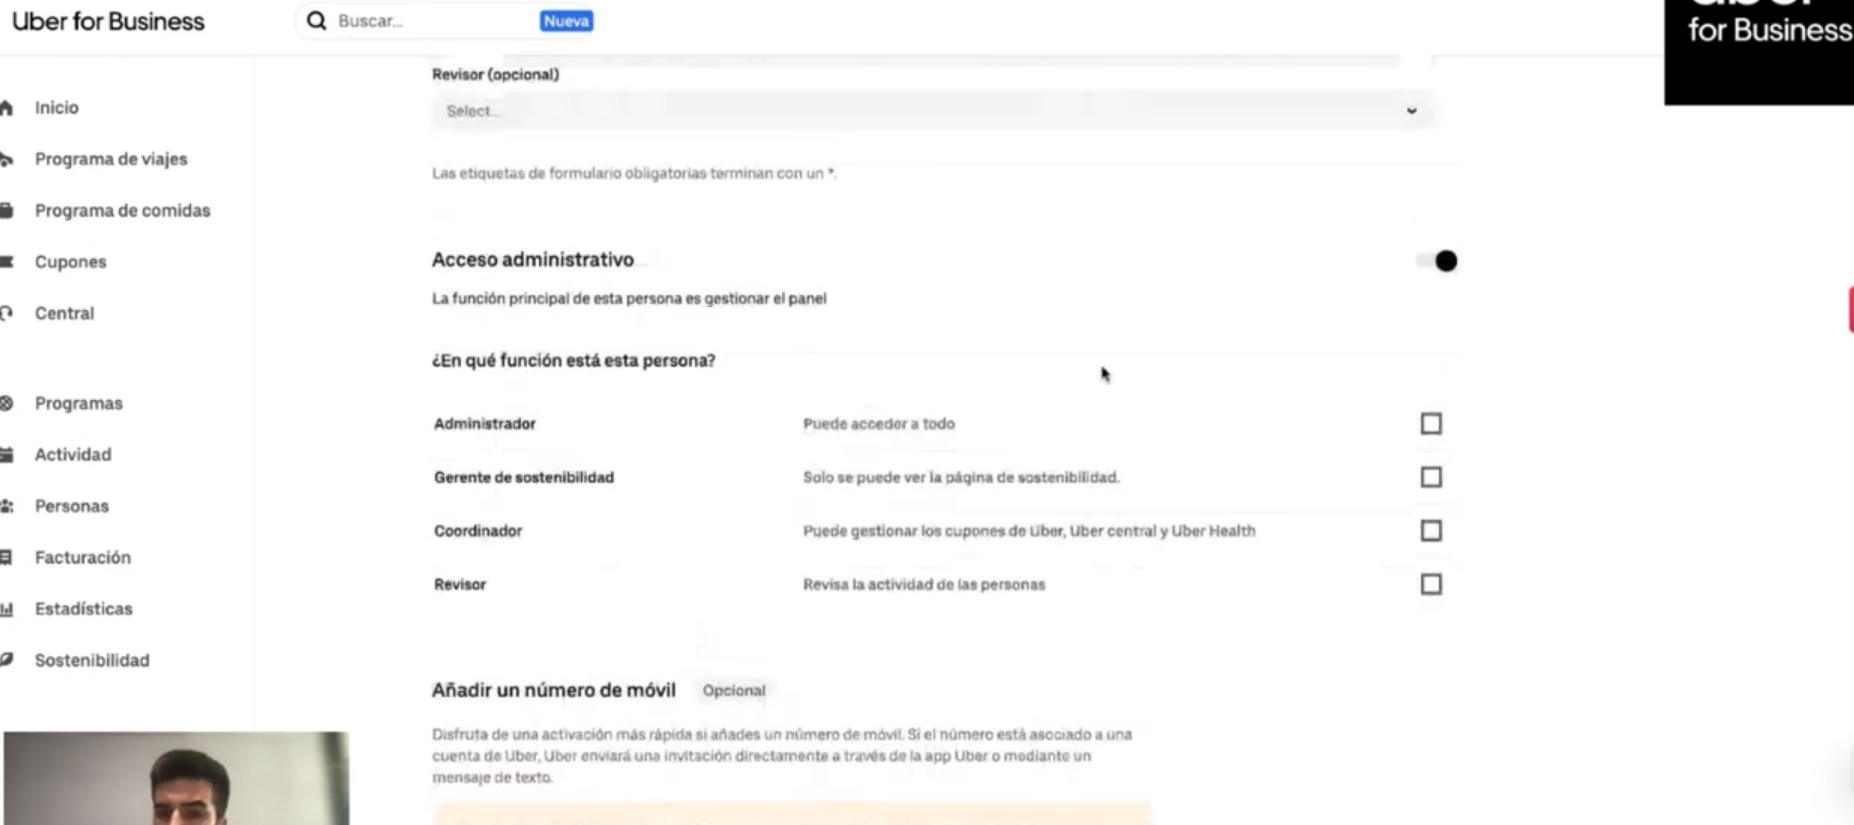 Uber for Business
Buscar...
Nueva
for Business
Inicio
Programa de viajes
Programa de comidas
Cupones
Central
Programas
Actividad
Personas
Facturación
Estadísticas
Sostenibilidad
Revisor (opcional)
Select...
Las etiquetas de formulario obligatorias terminan con un *.
Acceso administrativo
La función principal de esta persona es gestionar el panel
¿En qué función está esta persona?
Administrador Puede acceder a todo
Gerente de sostenibilidad Solo se puede ver la página de sostenibilidad.
Coordinador Puede gestionar los cupones de Uber, Uber central y Uber Health
Revisor Revisa la actividad de las personas
Añadir un número de móvil Opcional
Disfruta de una activación más rápida si añades un número de móvil. Si el número está asociado a una
cuenta de Uber, Uber enviará una invitación directamente a través de la app Uber o mediante un
mensaje de texto.